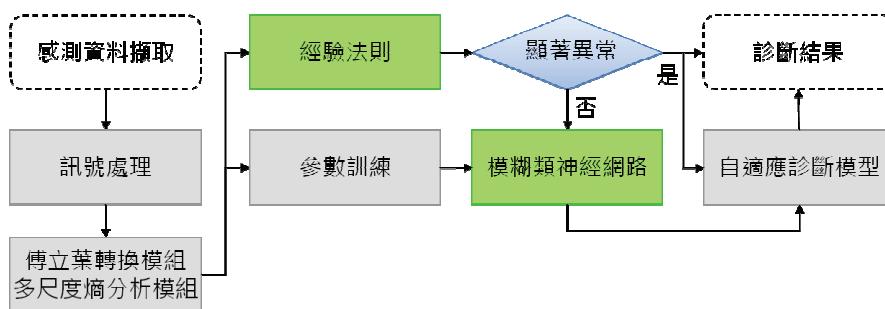 感測資料擷取
經驗法則
顯著異常
診斷結果
是
否
訊號處理
參數訓練
模糊類神經網路
自適應診斷模型
傅立葉轉換模組
多尺度熵分析模組